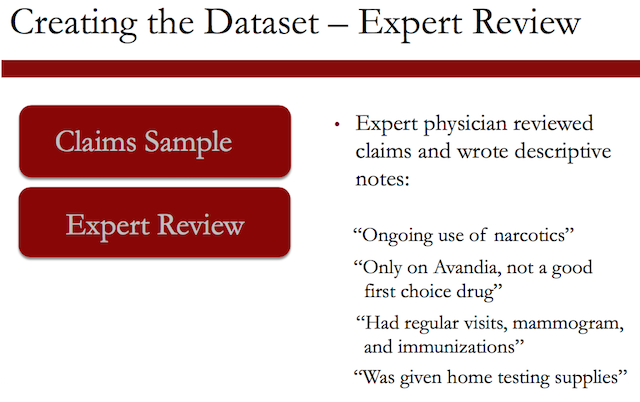 Creating the Dataset – Expert Review
Claims Sample
Expert Review
• Expert physician reviewed
claims and wrote descriptive
notes:
“Ongoing use of narcotics”
“Only on Avandia, not a good
first choice drug”
“Had regular visits, mammogram,
and immunizations”
“Was given home testing supplies”